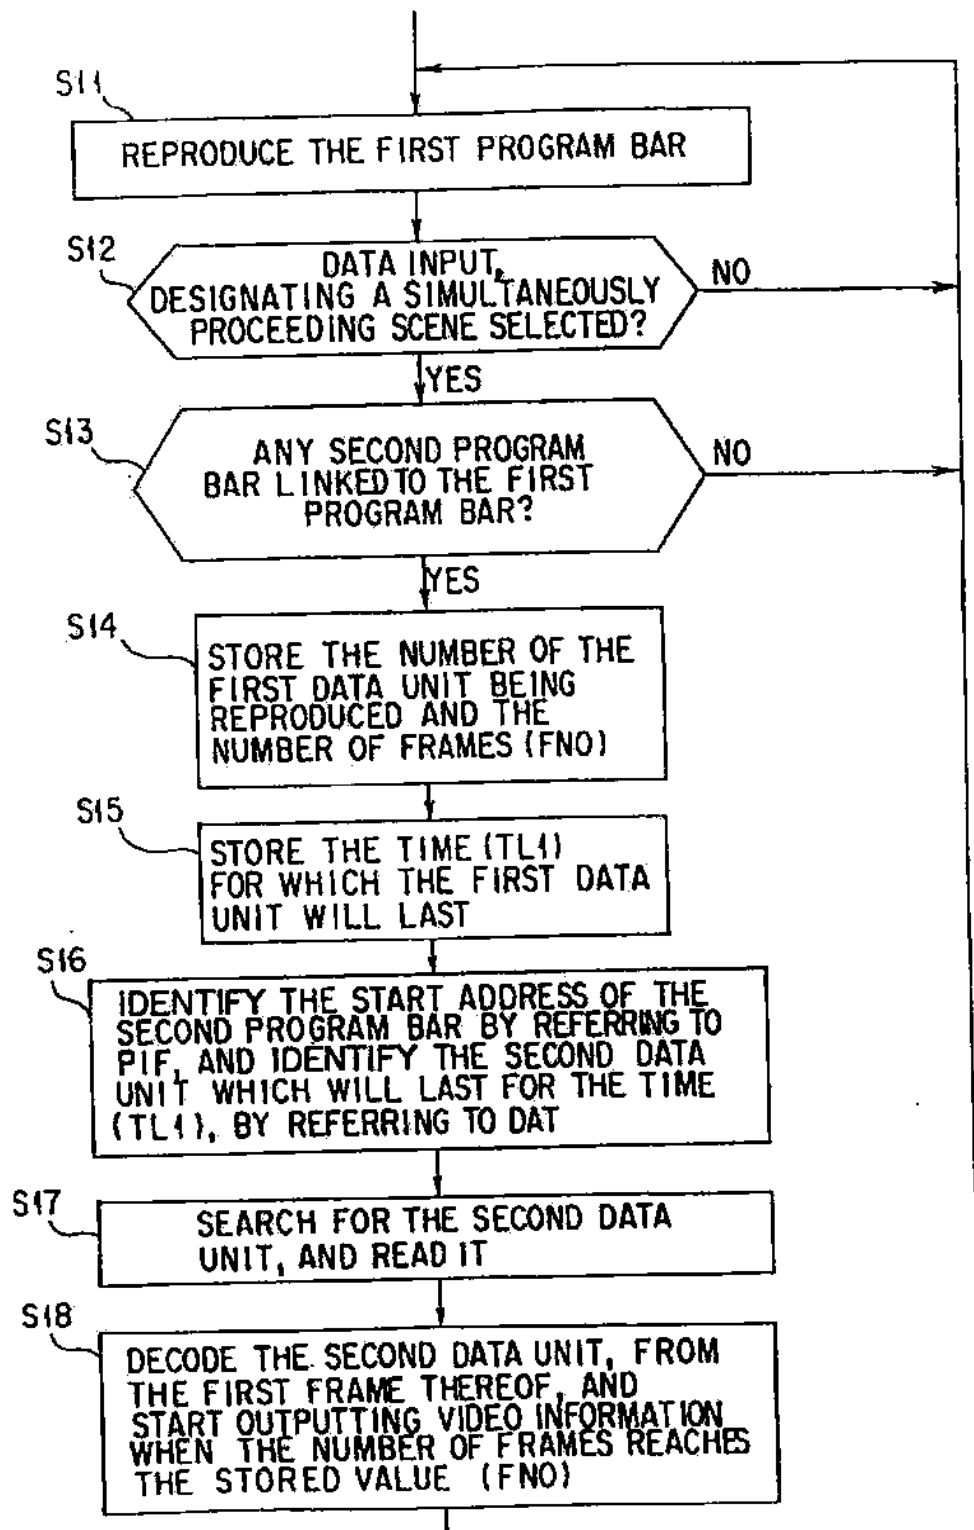 S11
REPRODUCE THE FIRST PROGRAM BAR
S12
DATA INPUT,
DESIGNATING A SIMULTANEOUSLY
PROCEEDING SCENE SELECTED?
NO
YES
S13
ANY SECOND PROGRAM
BAR LINKED TO THE FIRST
PROGRAM BAR?
NO
YES
S14
STORE THE NUMBER OF THE
FIRST DATA UNIT BEING
REPRODUCED AND THE
NUMBER OF FRAMES (FNO)
S15
STORE THE TIME (TL1)
FOR WHICH THE FIRST DATA
UNIT WILL LAST
S16
IDENTIFY THE START ADDRESS OF THE
SECOND PROGRAM BAR BY REFERRING TO
PIF, AND IDENTIFY THE SECOND DATA
UNIT WHICH WILL LAST FOR THE TIME
(TL1), BY REFERRING TO DAT
S17
SEARCH FOR THE SECOND DATA
UNIT, AND READ IT
S18
DECODE THE SECOND DATA UNIT, FROM
THE FIRST FRAME THEREOF, AND
START OUTPUTTING VIDEO INFORMATION
WHEN THE NUMBER OF FRAMES REACHES
THE STORED VALUE (FNO)